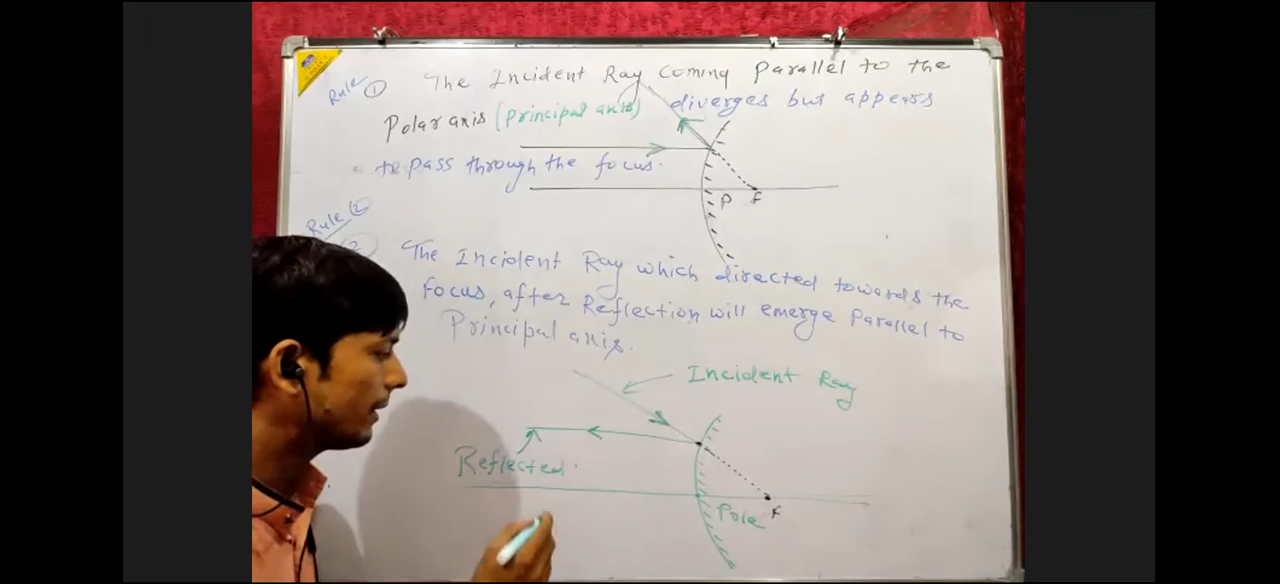 Rule ① The Incident Ray Coming Parallel to the
Polar axis (principal axis) diverges but appears
to pass through the focus.
P F
Rule ②
② The Incident Ray which directed towards the
focus, after Reflection will emerge Parallel to
Principal axis.
Incident Ray
Reflected.
Pole F